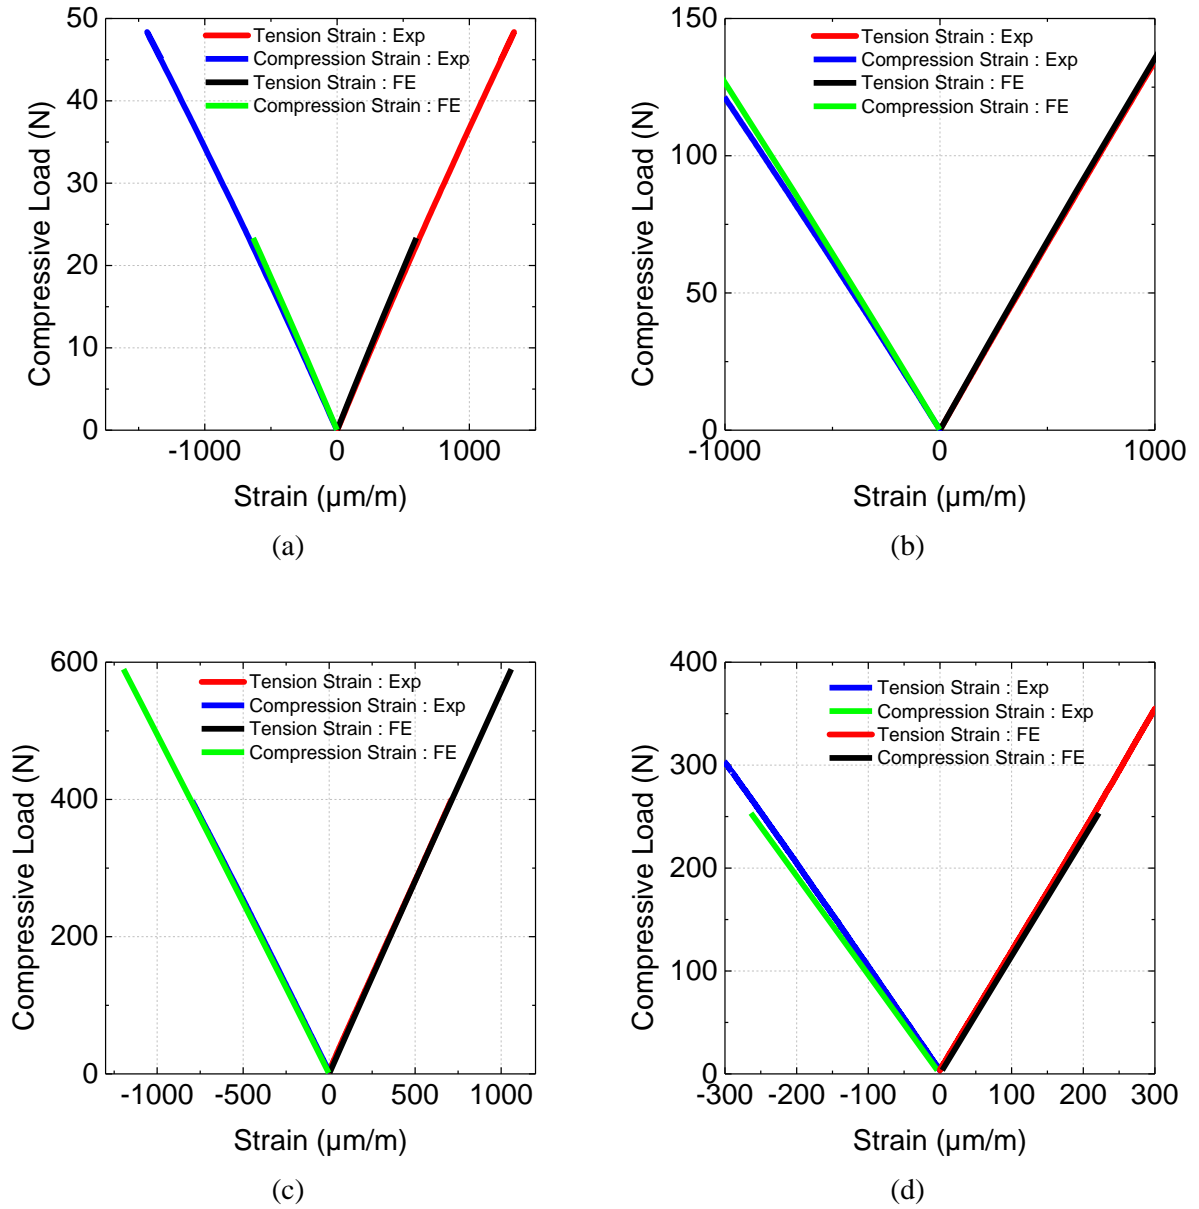 50
40
30
20
10
0
-1000
0
1000
Compressive Load (N)
Strain (µm/m)
Tension Strain : Exp
Compression Strain : Exp
Tension Strain : FE
Compression Strain : FE
(a)
150
100
50
0
-1000
0
1000
Compressive Load (N)
Strain (µm/m)
Tension Strain : Exp
Compression Strain : Exp
Tension Strain : FE
Compression Strain : FE
(b)
600
400
200
0
-1000
-500
0
500
1000
Compressive Load (N)
Strain (µm/m)
Tension Strain : Exp
Compression Strain : Exp
Tension Strain : FE
Compression Strain : FE
(c)
400
300
200
100
0
-300
-200
-100
0
100
200
300
Compressive Load (N)
Strain (µm/m)
Tension Strain : Exp
Compression Strain : Exp
Tension Strain : FE
Compression Strain : FE
(d)